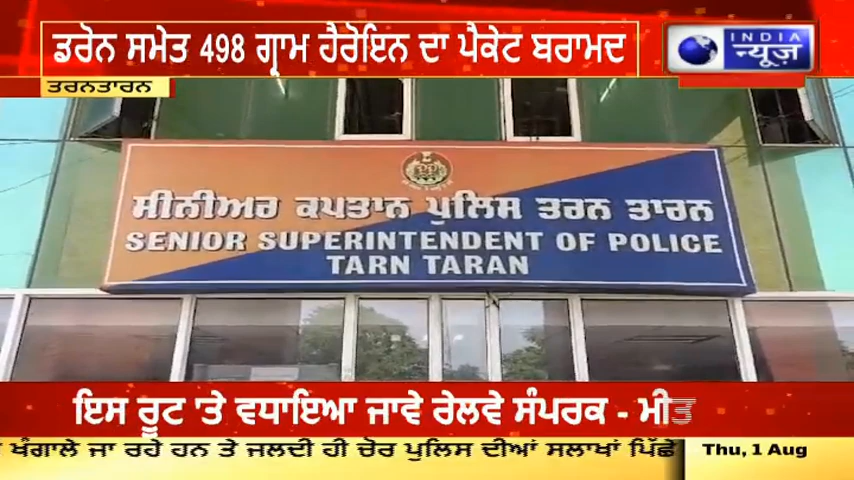 ਡਰੋਨ ਸਮੇਤ 498 ਗ੍ਰਾਮ ਹੈਰੋਇਨ ਦਾ ਪੈਕੇਟ ਬਰਾਮਦ
INDIA
न्यूज़
ਤਰਨਤਾਰਨ
ਸੀਨੀਅਰ ਕਪਤਾਨ ਪੁਲਿਸ ਤਰਨ ਤਾਰਨ
SENIOR SUPERINTENDENT OF POLICE
TARN TARAN
ਇਸ ਰੂਟ 'ਤੇ ਵਧਾਇਆ ਜਾਵੇ ਰੇਲਵੇ ਸੰਪਰਕ - ਮੀਤ
ਖੰਗਾਲੇ ਜਾ ਰਹੇ ਹਨ ਤੇ ਜਲਦੀ ਹੀ ਚੋਰ ਪੁਲਿਸ ਦੀਆਂ ਸਲਾਖਾਂ ਪਿੱਛੇ
Thu, 1 Aug